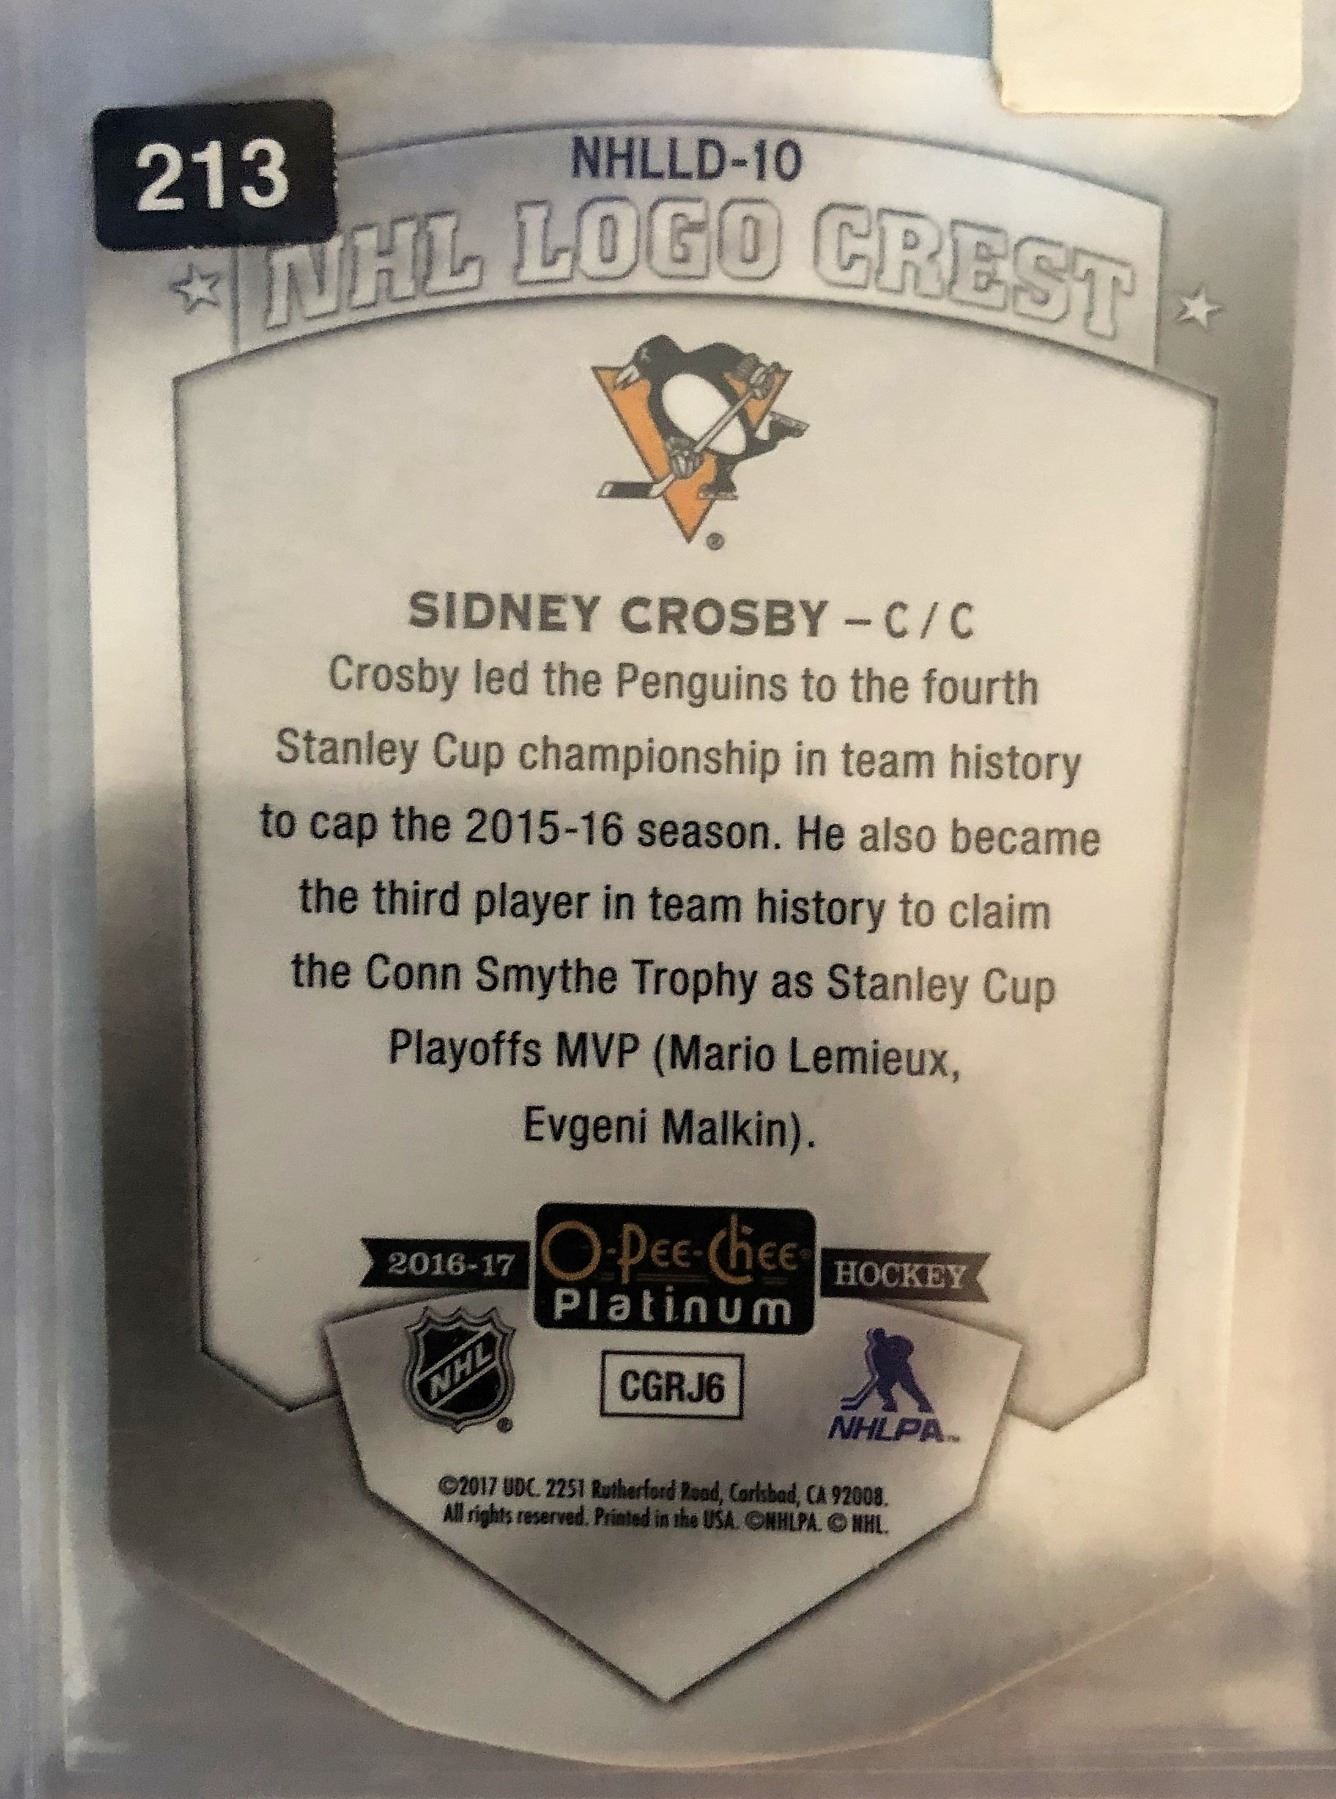 213
NHLLD-10
NHL LOGO CREST
®
SIDNEY CROSBY – C / C
Crosby led the Penguins to the fourth
Stanley Cup championship in team history
to cap the 2015-16 season. He also became
the third player in team history to claim
the Conn Smythe Trophy as Stanley Cup
Playoffs MVP (Mario Lemieux,
Evgeni Malkin).
2016-17 O-Pee-Chee® HOCKEY
Platinum
NHL ®
CGRJ6
NHLPA™
©2017 UDC. 2251 Rutherford Road, Carlsbad, CA 92008.
All rights reserved. Printed in the USA. ©NHLPA. © NHL.